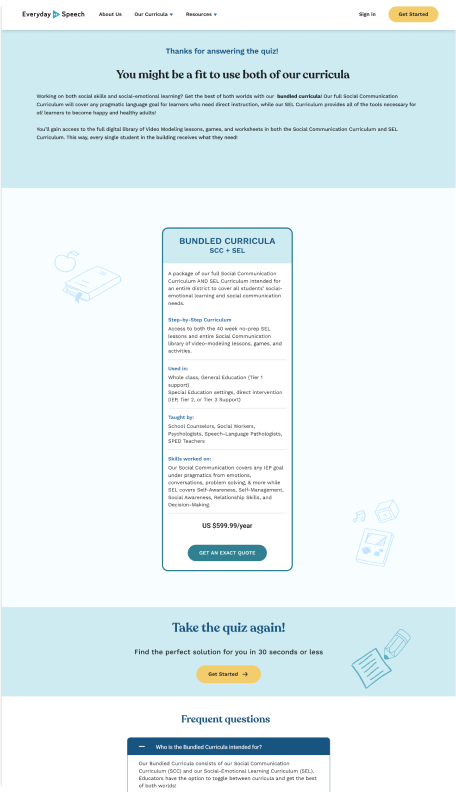 Everyday Speech About Us Our Curricula Resources Sign In Get Started
Thanks for answering the quiz!
You might be a fit to use both of our curricula
Working on both social skills and social-emotional learning? Get the best of both worlds with our bundled curricula! Our full Social Communication
Curriculum will cover any pragmatic language goal for learners who need direct instruction, while our SEL Curriculum provides all of the tools necessary for
all learners to become happy and healthy adults!
You'll gain access to the full digital library of Video Modeling lessons, games, and worksheets in both the Social Communication Curriculum and SEL
Curriculum. This way, every single student in the building receives what they need!
BUNDLED CURRICULA
SCC + SEL
A package of our full Social Communication
Curriculum AND SEL Curriculum intended for
an entire district to cover all students' social-
emotional learning and social communication
needs.
Step-by-Step Curriculum
Access to both the 40 week no-prep SEL
lessons and entire Social Communication
library of video-modeling lessons, games, and
activities.
Used in:
Whole class, General Education (Tier 1
support)
Special Education settings, direct intervention
(IEP, Tier 2, or Tier 3 Support)
Taught by:
School Counselors, Social Workers,
Psychologists, Speech-Language Pathologists,
SPED Teachers
Skills worked on:
Our Social Communication covers any IEP goal
under pragmatics from emotions,
conversations, problem solving, & more while
SEL covers Self-Awareness, Self-Management,
Social Awareness, Relationship Skills, and
Decision-Making.
US $599.99/year
GET AN EXACT QUOTE
Take the quiz again!
Find the perfect solution for you in 30 seconds or less
Get Started →
Frequent questions
— Who is the Bundled Curricula intended for?
Our Bundled Curricula consists of our Social Communication
Curriculum (SCC) and our Social-Emotional Learning Curriculum (SEL).
Educators have the option to toggle between curricula and get the best
of both worlds!